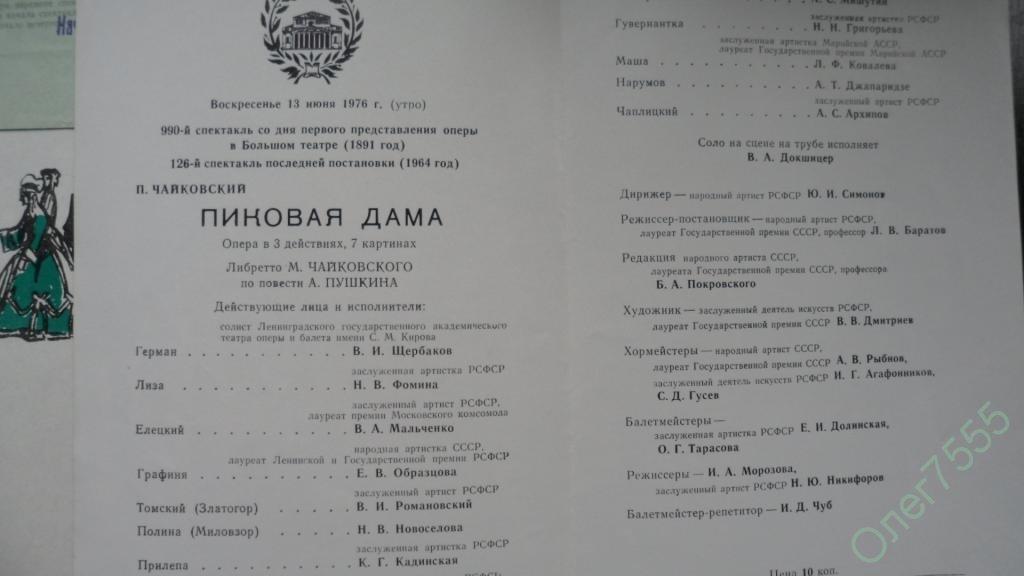 Воскресенье 13 июня 1976 г. (утро)
990-й спектакль со дня первого представления оперы
в Большом театре (1891 год)
126-й спектакль последней постановки (1964 год)
П. ЧАЙКОВСКИЙ
ПИКОВАЯ ДАМА
Опера в 3 действиях, 7 картинах
Либретто М. ЧАЙКОВСКОГО
по повести А. ПУШКИНА
Действующие лица и исполнители:
солист Ленинградского государственного академического
театра оперы и балета имени С. М. Кирова
Герман . . . . . . . . . . . В. И. Щербаков
заслуженная артистка РСФСР
Лиза . . . . . . . . . . . Н. В. Фомина
заслуженный артист РСФСР,
лауреат премии Московского комсомола
Елецкий . . . . . . . . . . В. А. Мальченко
народная артистка СССР,
лауреат Ленинской и Государственной премии РСФСР
Графиня . . . . . . . . . . Е. В. Образцова
заслуженный артист РСФСР
Томский (Златогор) . . . . . В. И. Романовский
Полина (Миловзор) . . . . . Н. В. Новоселова
заслуженная артистка РСФСР
Прилепа . . . . . . . . . . К. Г. Кадинская
А. С. Мишутин
заслуженная артистка РСФСР
Гувернантка . . . . . . . . Н. Н. Григорьева
заслуженная артистка Марийской АССР,
лауреат Государственной премии Марийской АССР
Маша . . . . . . . . . . . Л. Ф. Ковалева
Нарумов . . . . . . . . . . А. Т. Джапаридзе
заслуженный артист РСФСР
Чаплицкий . . . . . . . . . А. С. Архипов
Соло на сцене на трубе исполняет
В. А. Докшицер
Дирижер — народный артист РСФСР Ю. И. Симонов
Режиссер-постановщик — народный артист РСФСР,
лауреат Государственной премии СССР, профессор Л. В. Баратов
Редакция народного артиста СССР,
лауреата Государственной премии СССР, профессора
Б. А. Покровского
Художник — заслуженный деятель искусств РСФСР,
лауреат Государственной премии СССР В. В. Дмитриев
Хормейстеры — народный артист СССР,
лауреат Государственной премии СССР А. В. Рыбнов,
заслуженный деятель искусств РСФСР И. Г. Агафонников,
С. Д. Гусев
Балетмейстеры —
заслуженная артистка РСФСР Е. И. Долинская,
О. Г. Тарасова
Режиссеры — И. А. Морозова,
заслуженный артист РСФСР Н. Ю. Никифоров
Балетмейстер-репетитор — И. Д. Чуб
Цена 10 коп.
Олег7555